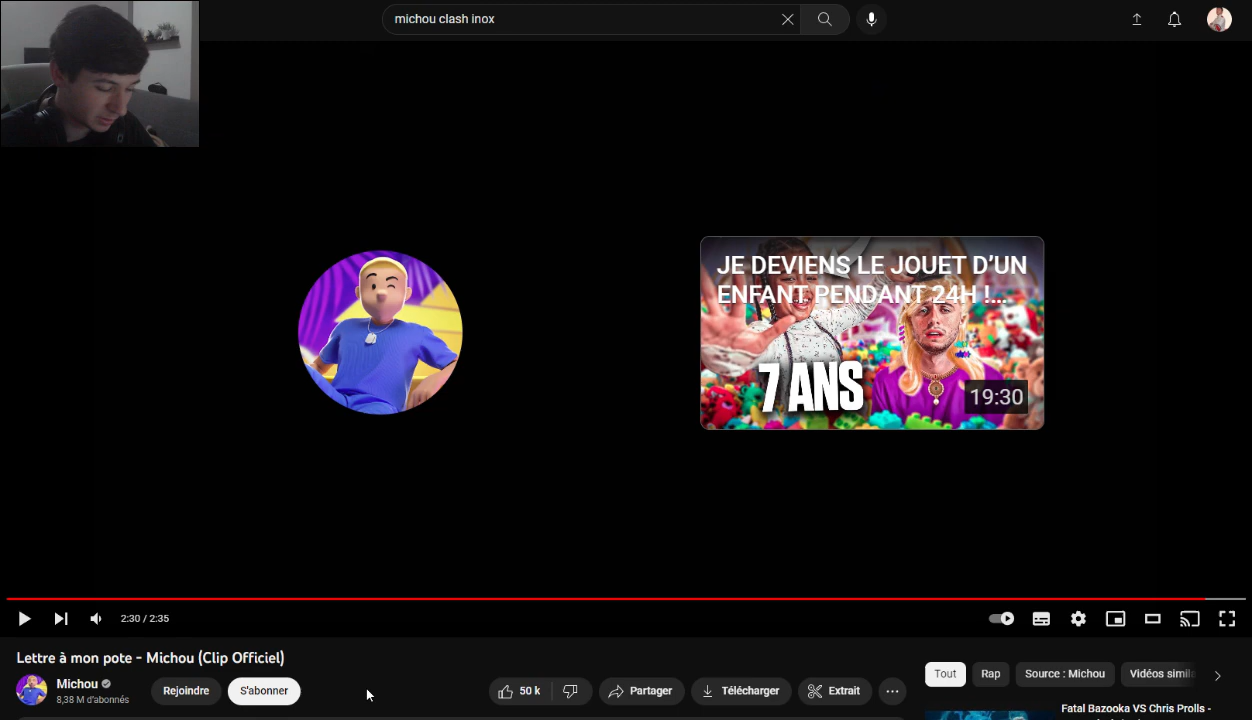 michou clash inox
JE DEVIENS LE JOUET D'UN
ENFANT PENDANT 24H !...
7 ANS
19:30
2:30 / 2:35
Lettre à mon pote - Michou (Clip Officiel)
Michou
8,38 M d'abonnés
Rejoindre
S'abonner
50 k
Partager
Télécharger
Extrait
Tout
Rap
Source : Michou
Vidéos simila
Fatal Bazooka VS Chris Prolls -